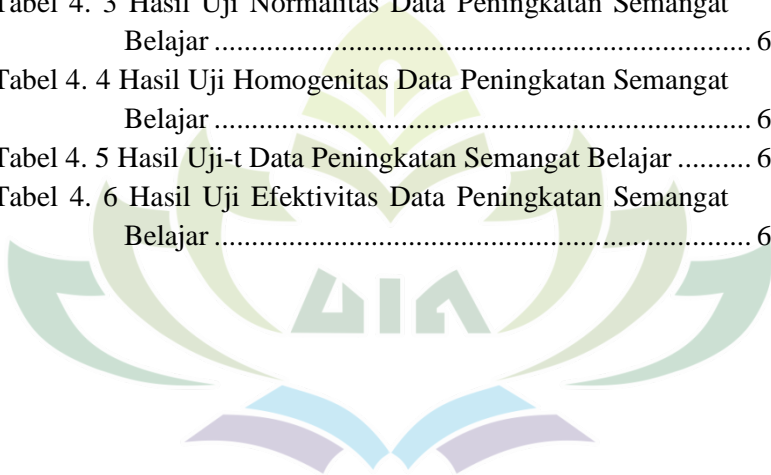 Tabel 4. 3 Hasil Uji Normalitas Data Peningkatan Semangat
Belajar ............................................................. 6
Tabel 4. 4 Hasil Uji Homogenitas Data Peningkatan Semangat
Belajar ............................................................. 6
Tabel 4. 5 Hasil Uji-t Data Peningkatan Semangat Belajar .......... 6
Tabel 4. 6 Hasil Uji Efektivitas Data Peningkatan Semangat
Belajar ............................................................. 6
UIN